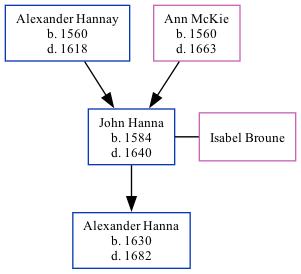 Alexander Hannay
b. 1560
d. 1618
Ann McKie
b. 1560
d. 1663
John Hanna
b. 1584
d. 1640
Isabel Broune
Alexander Hanna
b. 1630
d. 1682